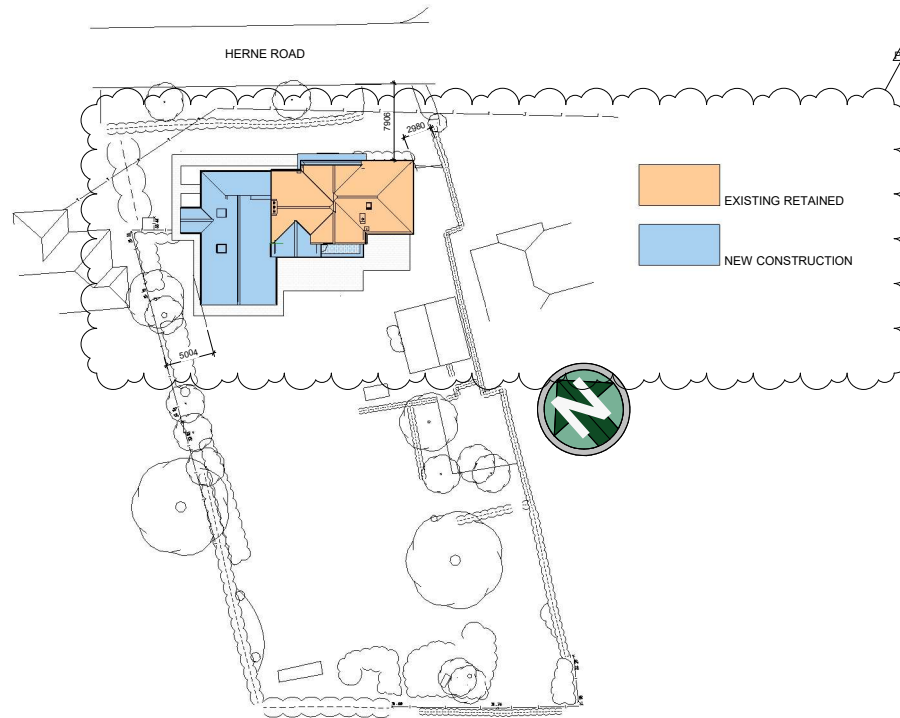 HERNE ROAD
7906
2980
EXISTING RETAINED
NEW CONSTRUCTION
5004
N